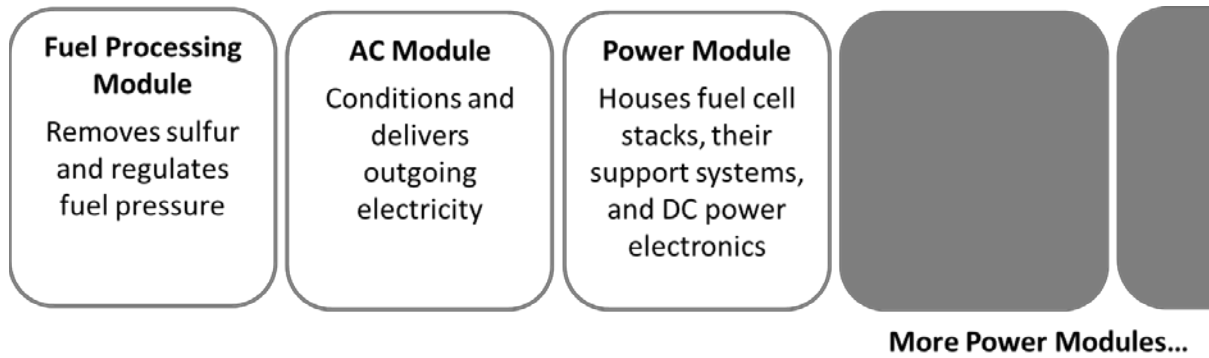 Fuel Processing
Module
Removes sulfur
and regulates
fuel pressure
AC Module
Conditions and
delivers
outgoing
electricity
Power Module
Houses fuel cell
stacks, their
support systems,
and DC power
electronics
More Power Modules…